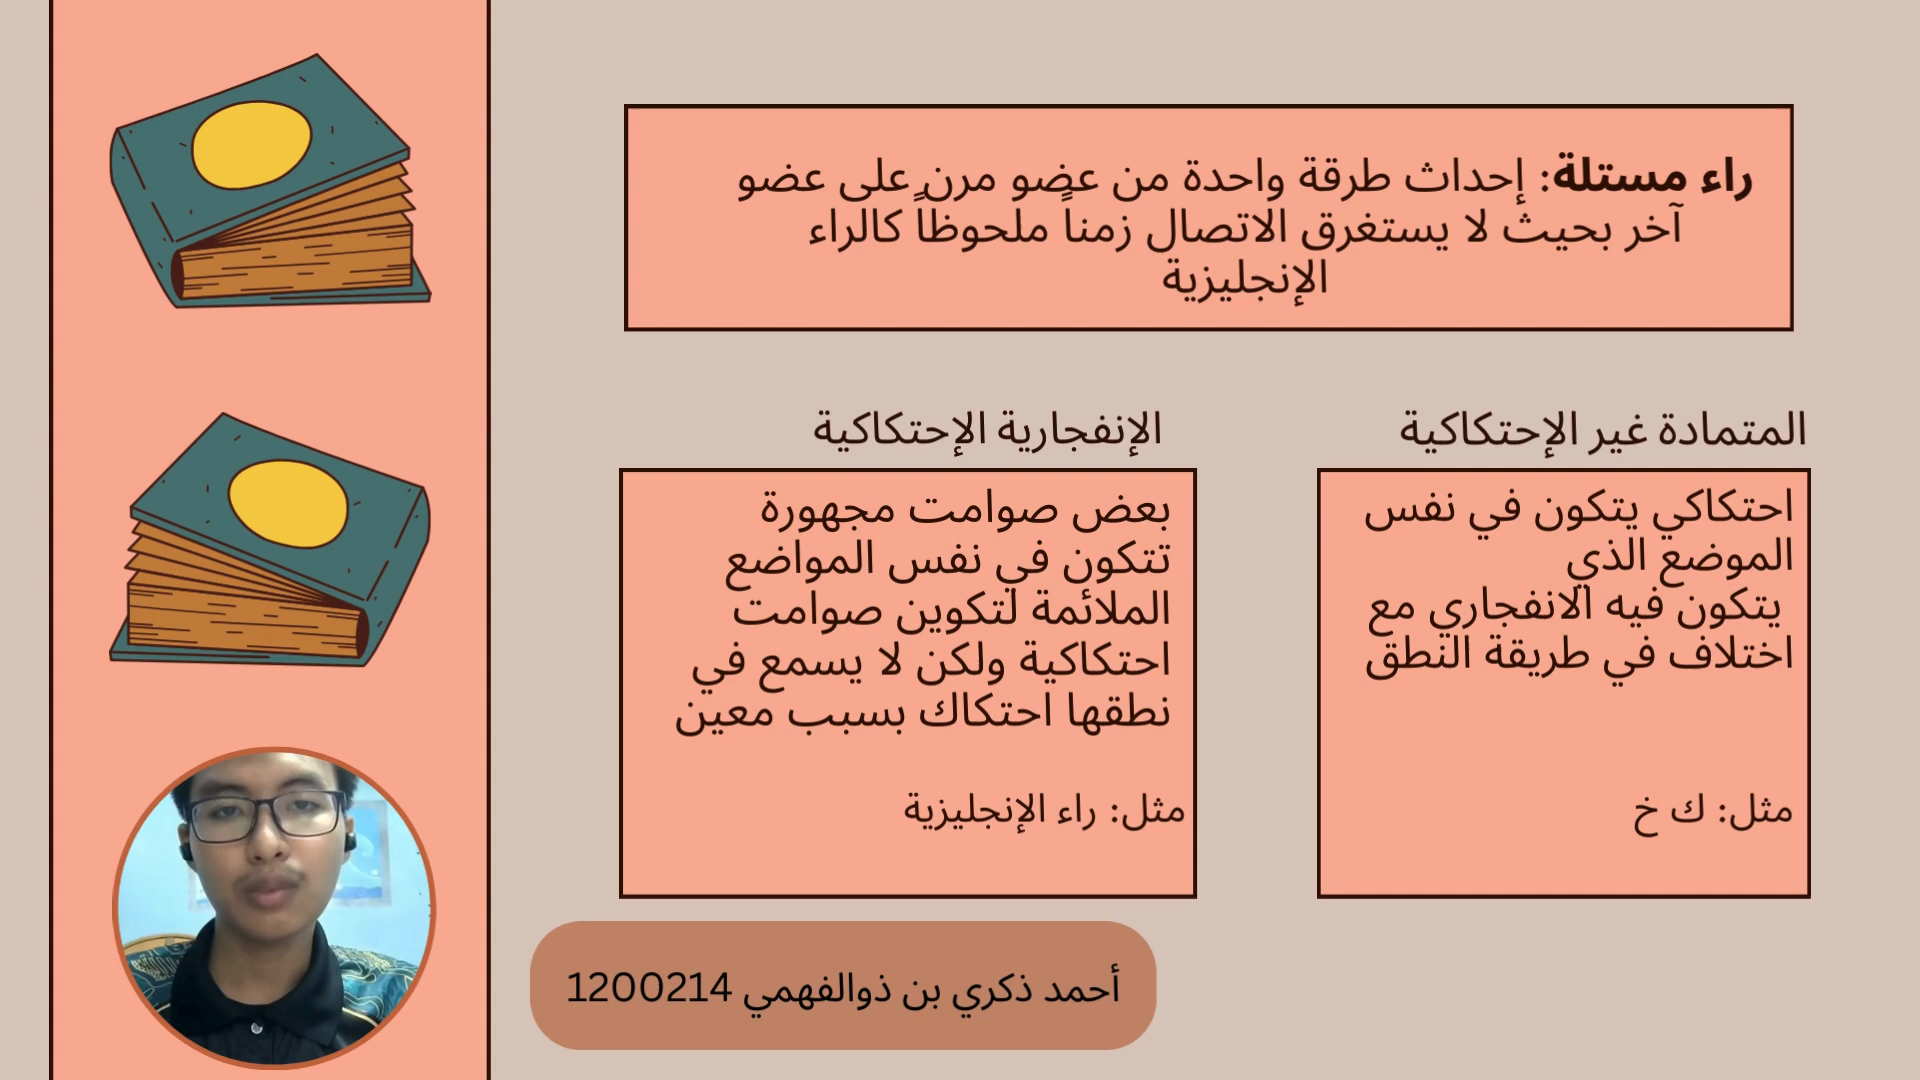 راء مستلة: إحداث طرقة واحدة من عضو مرن على عضو
آخر بحيث لا يستغرق الاتصال زمناً ملحوظاً كالراء
الإنجليزية
المتمادة غير الإحتكاكية
احتكاكي يتكون في نفس
الموضع الذي
يتكون فيه الانفجاري مع
اختلاف في طريقة النطق
مثل: ك خ
الإنفجارية الإحتكاكية
بعض صوامت مجهورة
تتكون في نفس المواضع
الملائمة لتكوين صوامت
احتكاكية ولكن لا يسمع في
نطقها احتكاك بسبب معين
مثل: راء الإنجليزية
أحمد ذكري بن ذوالفهمي 1200214